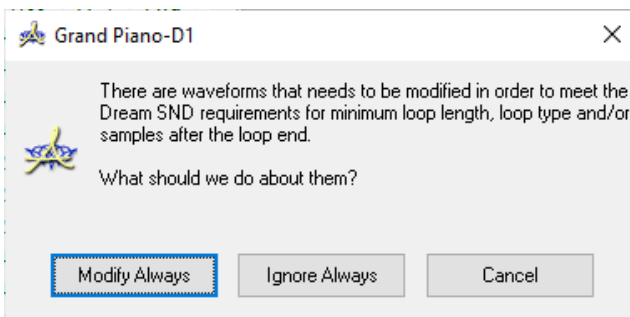 Grand Piano-D1
There are waveforms that needs to be modified in order to meet the
Dream SND requirements for minimum loop length, loop type and/or
samples after the loop end.
What should we do about them?
Modify Always
Ignore Always
Cancel